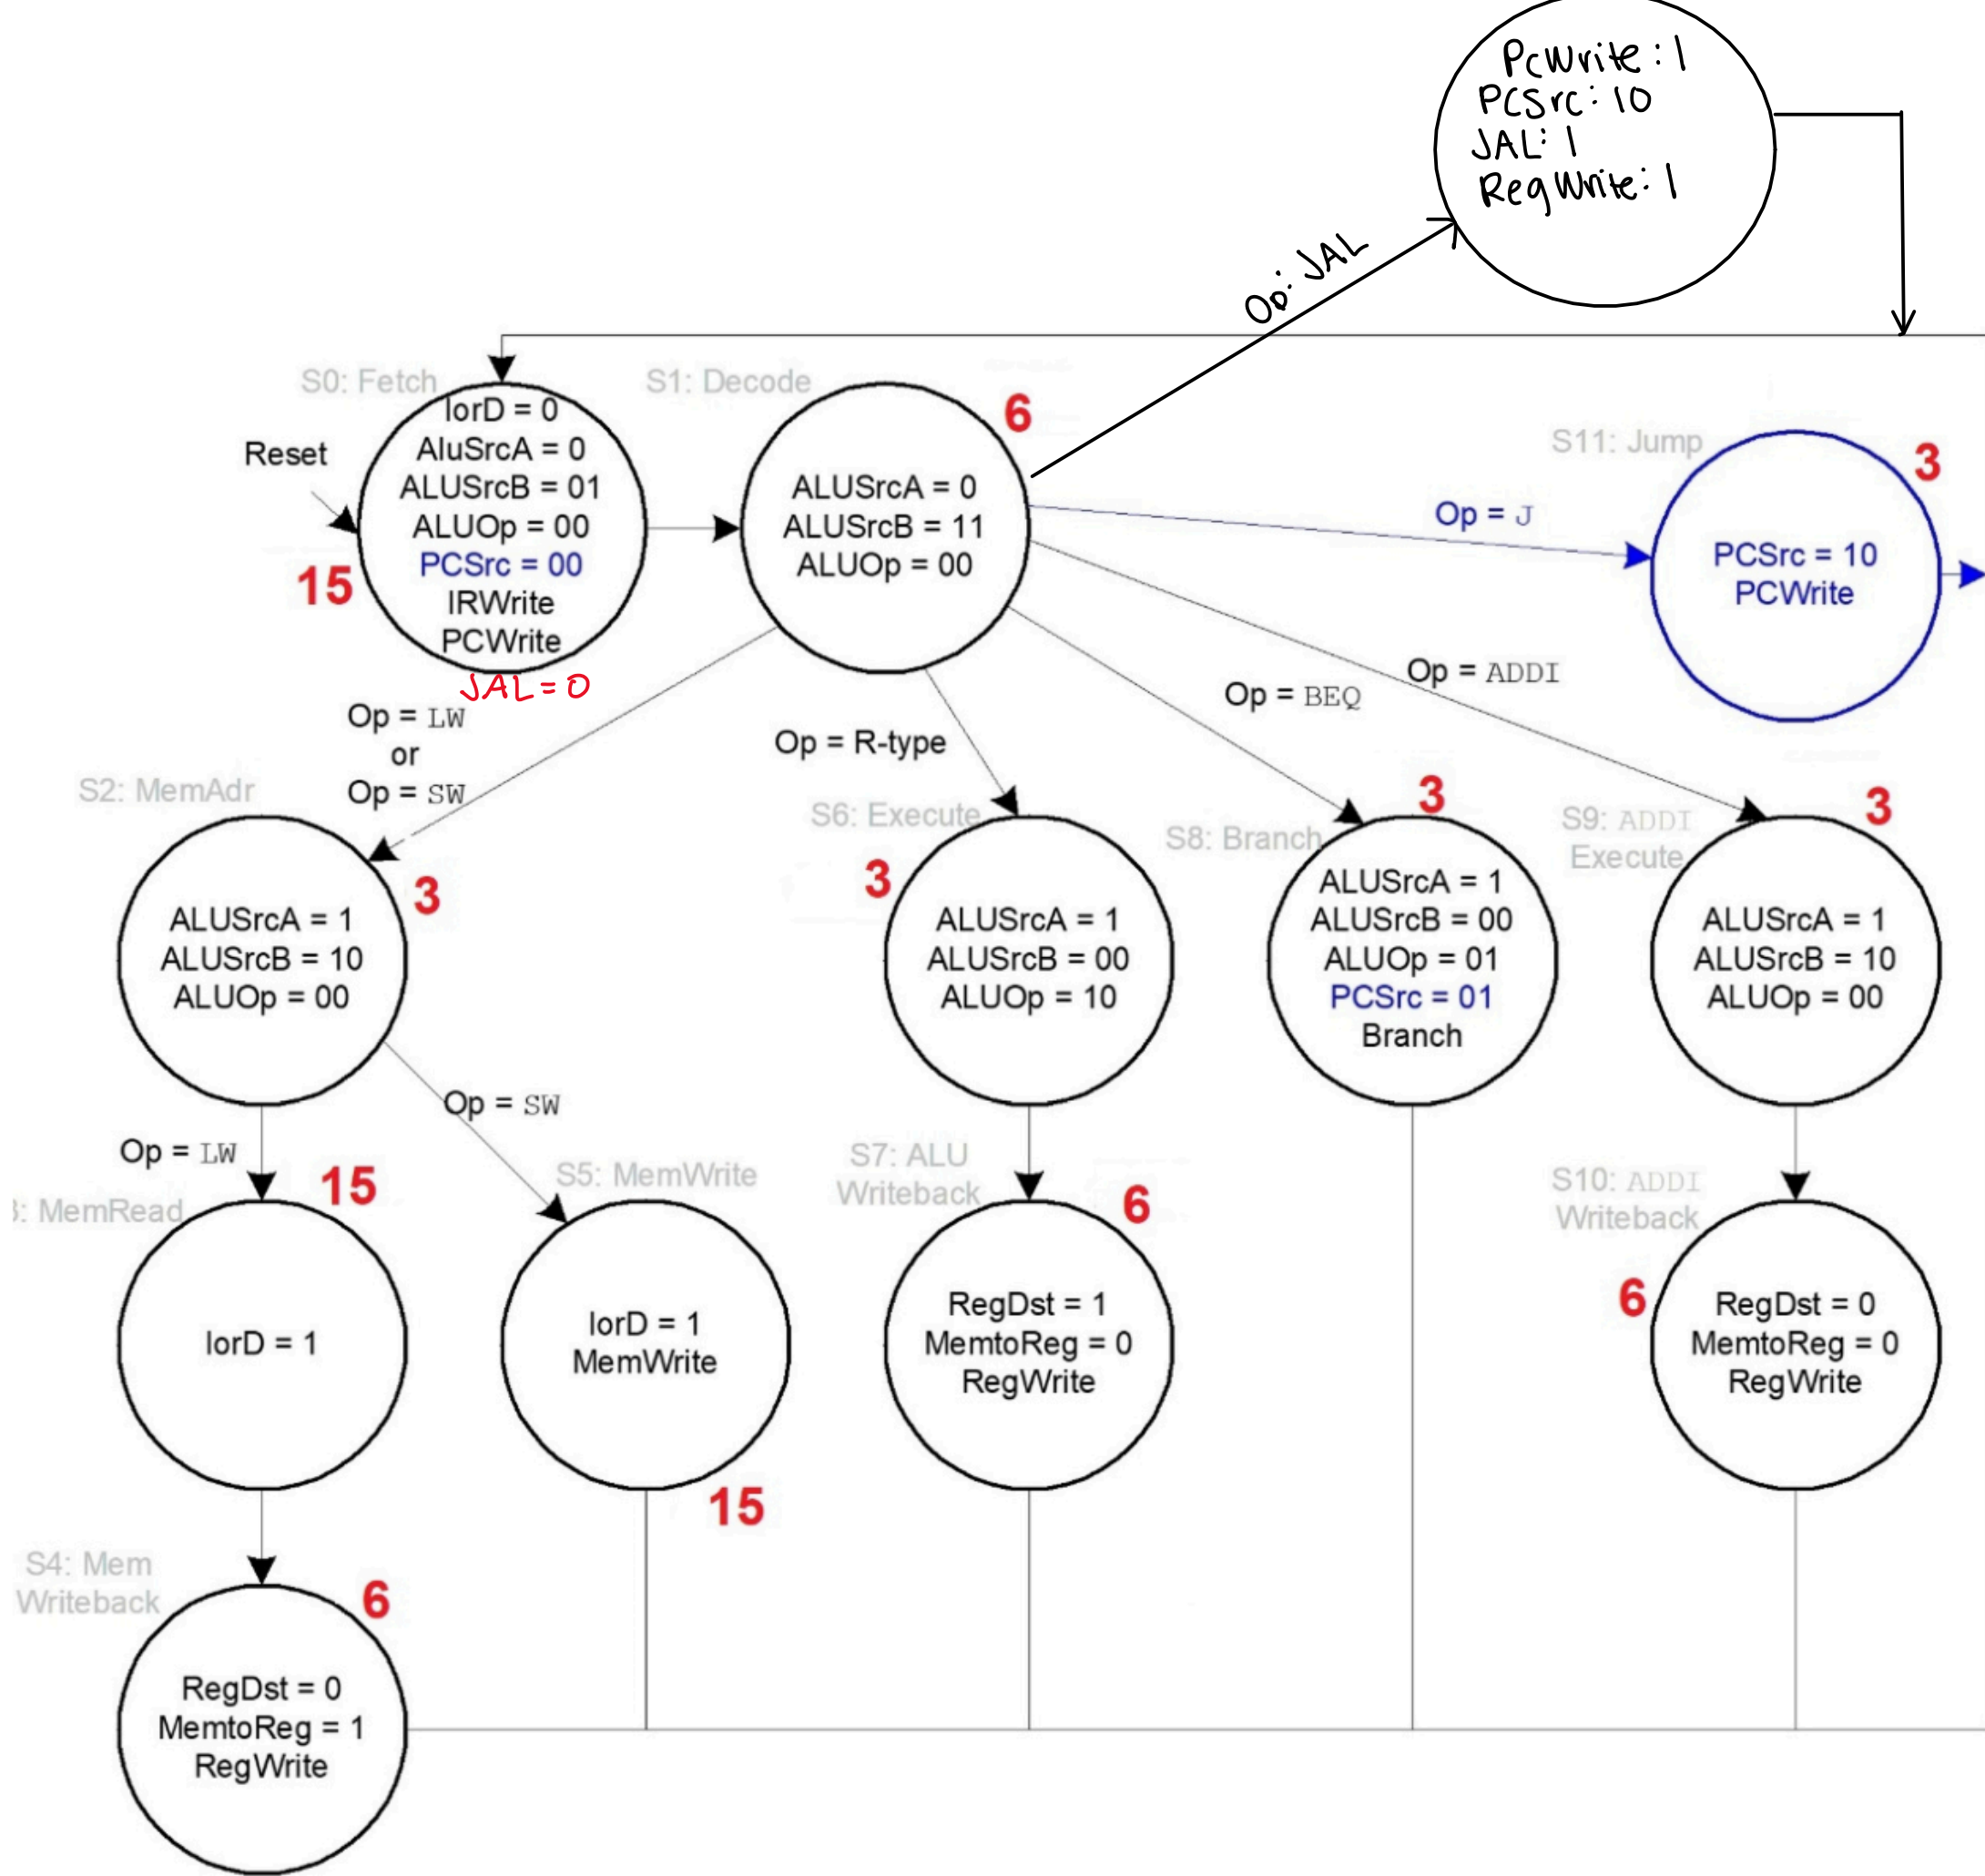 PcWrite: 1
PCSrc: 10
JAL: 1
RegWrite: 1
Op: JAL
S0: Fetch
S1: Decode
Reset
IorD = 0
AluSrcA = 0
ALUSrcB = 01
ALUOp = 00
PCSrc = 00
IRWrite
PCWrite
15
JAL = 0
6
ALUSrcA = 0
ALUSrcB = 11
ALUOp = 00
S11: Jump
3
Op = J
PCSrc = 10
PCWrite
Op = LW
or
Op = SW
Op = R-type
Op = BEQ
Op = ADDI
S2: MemAdr
3
ALUSrcA = 1
ALUSrcB = 10
ALUOp = 00
S6: Execute
3
ALUSrcA = 1
ALUSrcB = 00
ALUOp = 10
S8: Branch
3
ALUSrcA = 1
ALUSrcB = 00
ALUOp = 01
PCSrc = 01
Branch
S9: ADDI
Execute
3
ALUSrcA = 1
ALUSrcB = 10
ALUOp = 00
Op = LW
Op = SW
: MemRead
15
IorD = 1
S5: MemWrite
IorD = 1
MemWrite
15
S7: ALU
Writeback
6
RegDst = 1
MemtoReg = 0
RegWrite
S10: ADDI
Writeback
6
RegDst = 0
MemtoReg = 0
RegWrite
S4: Mem
Writeback
6
RegDst = 0
MemtoReg = 1
RegWrite